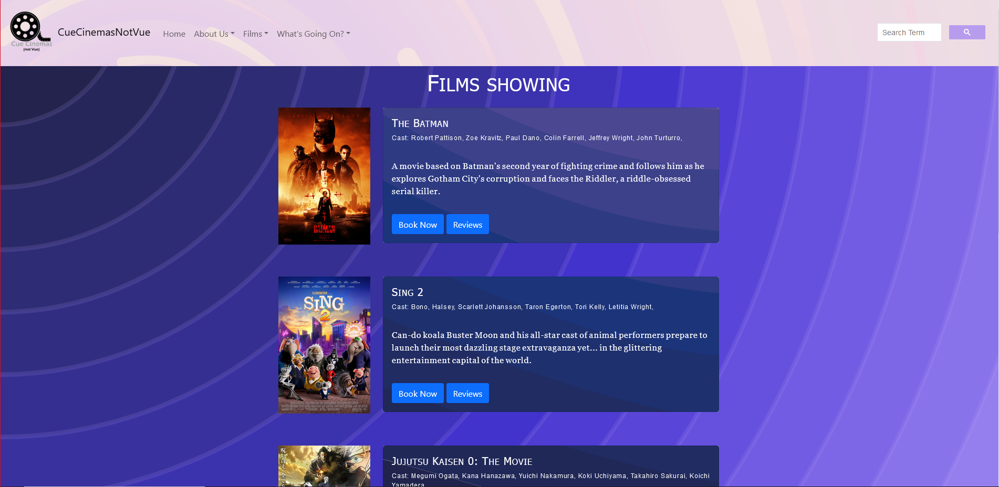 Cue Cinemas
(not Vue)
CueCinemasNotVue
Home
About Us
Films
What's Going On?
Search Term
Films showing
BATMAN
The Batman
Cast: Robert Pattison, Zoe Kravitz, Paul Dano, Colin Farrell, Jeffrey Wright, John Turturro,
A movie based on Batman's second year of fighting crime and follows him as he
explores Gotham City's corruption and faces the Riddler, a riddle-obsessed
serial killer.
Book Now
Reviews
ILLUMINATION
SING
2
Sing 2
Cast: Bono, Halsey, Scarlett Johansson, Taron Egerton, Tori Kelly, Letitia Wright,
Can-do koala Buster Moon and his all-star cast of animal performers prepare to
launch their most dazzling stage extravaganza yet... in the glittering
entertainment capital of the world.
Book Now
Reviews
Jujutsu Kaisen 0: The Movie
Cast: Megumi Ogata, Kana Hanazawa, Yuichi Nakamura, Koki Uchiyama, Takahiro Sakurai, Koichi
Yamadera